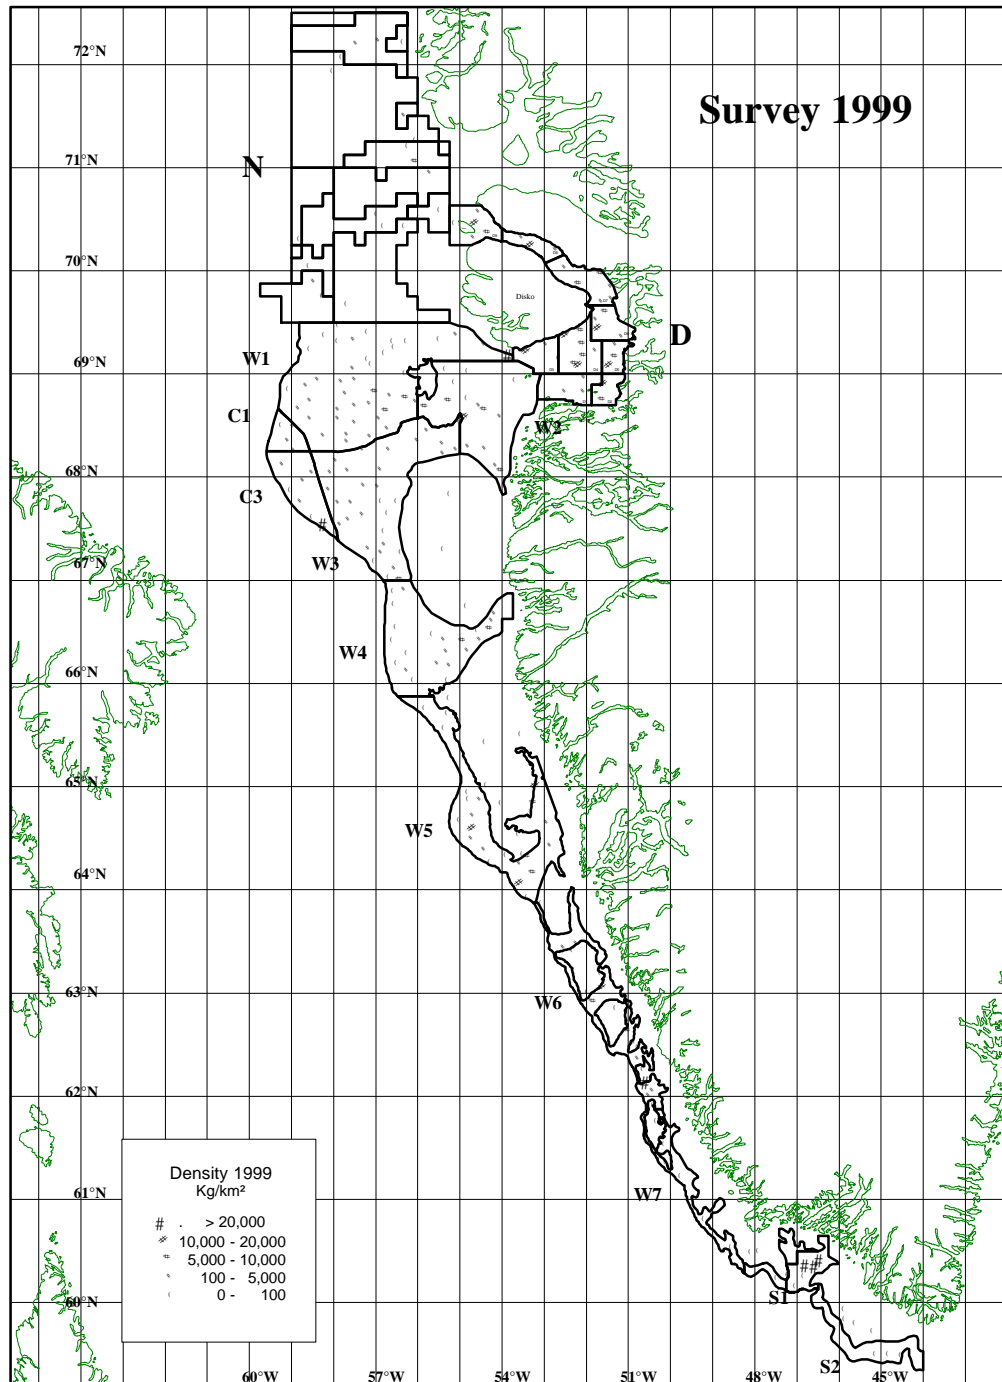 72°N
Survey 1999
71°N
N
70°N
Disko
D
69°N
W1
C1
W2
68°N
C3
67°N
W3
W4
66°N
65°N
W5
64°N
63°N
W6
62°N
61°N
W7
60°N
S1
S2
Density 1999
Kg/km²
# . > 20,000
10,000 - 20,000
5,000 - 10,000
100 - 5,000
0 - 100
60°W 57°W 54°W 51°W 48°W 45°W